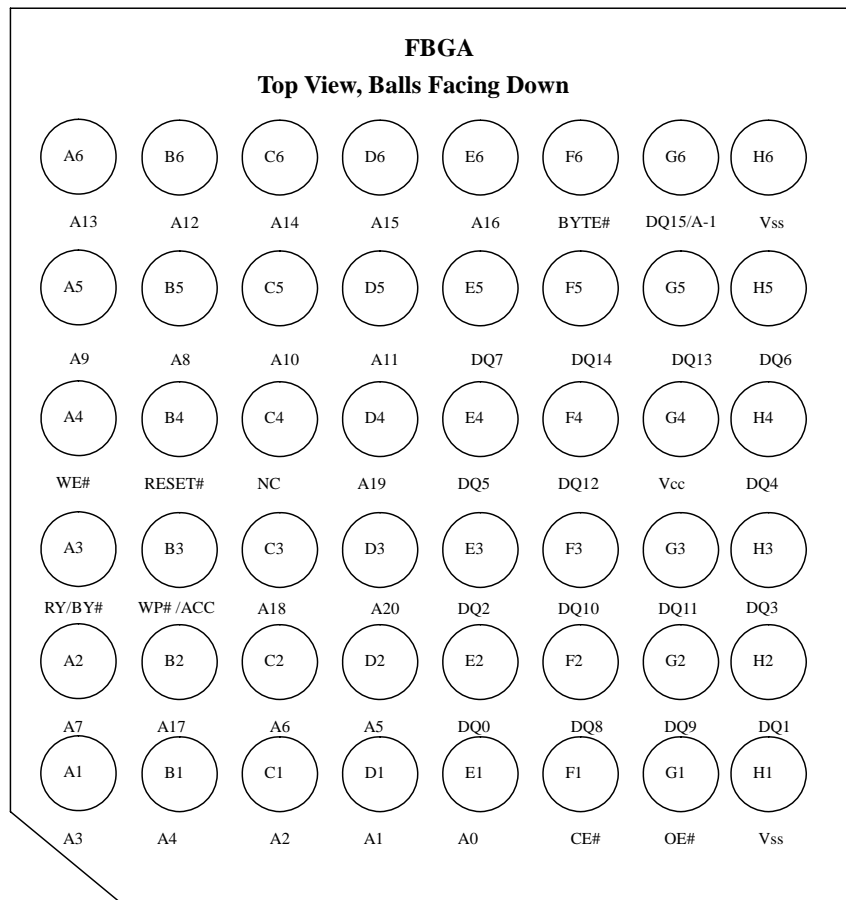 FBGA
Top View, Balls Facing Down
A6 B6 C6 D6 E6 F6 G6 H6
A13 A12 A14 A15 A16 BYTE# DQ15/A-1 Vss
A5 B5 C5 D5 E5 F5 G5 H5
A9 A8 A10 A11 DQ7 DQ14 DQ13 DQ6
A4 B4 C4 D4 E4 F4 G4 H4
WE# RESET# NC A19 DQ5 DQ12 Vcc DQ4
A3 B3 C3 D3 E3 F3 G3 H3
RY/BY# WP# /ACC A18 A20 DQ2 DQ10 DQ11 DQ3
A2 B2 C2 D2 E2 F2 G2 H2
A7 A17 A6 A5 DQ0 DQ8 DQ9 DQ1
A1 B1 C1 D1 E1 F1 G1 H1
A3 A4 A2 A1 A0 CE# OE# Vss